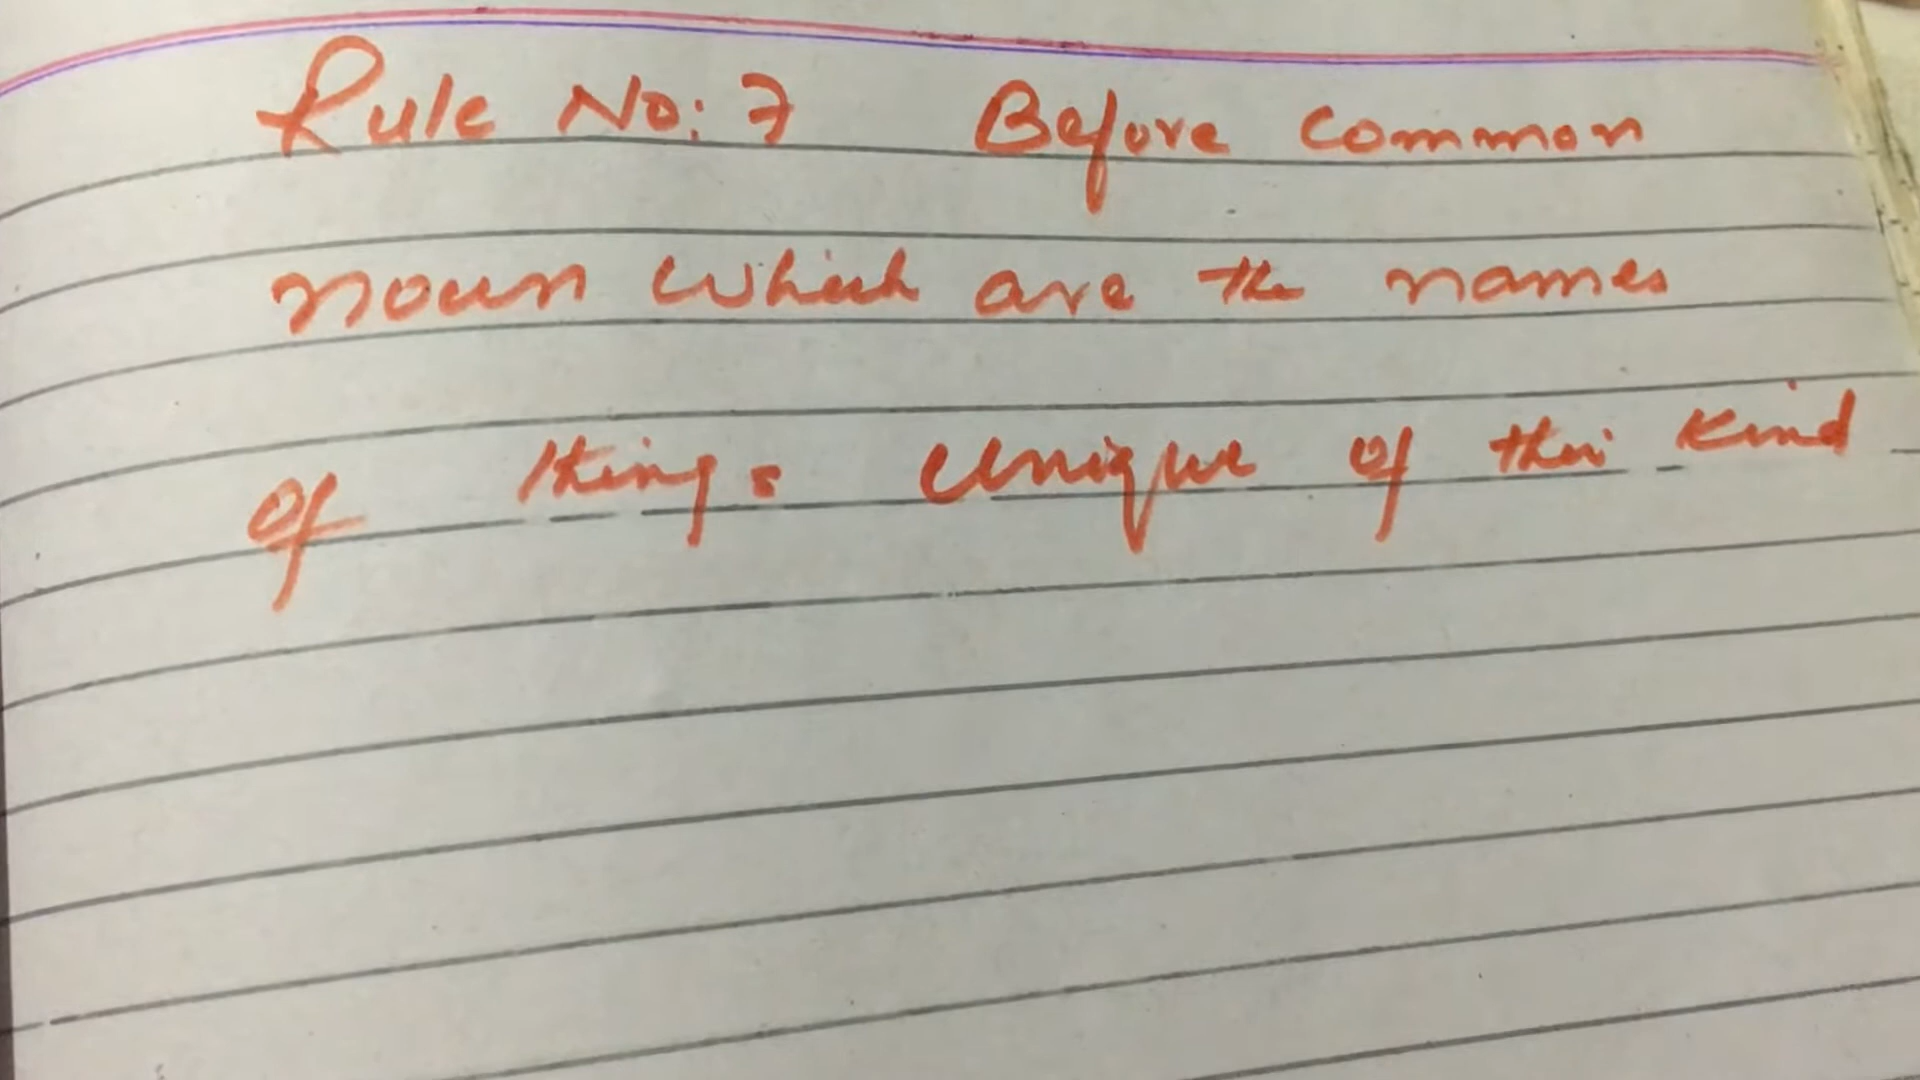 Rule No: 7 Before common
noun which are the names
of things unique of their kind